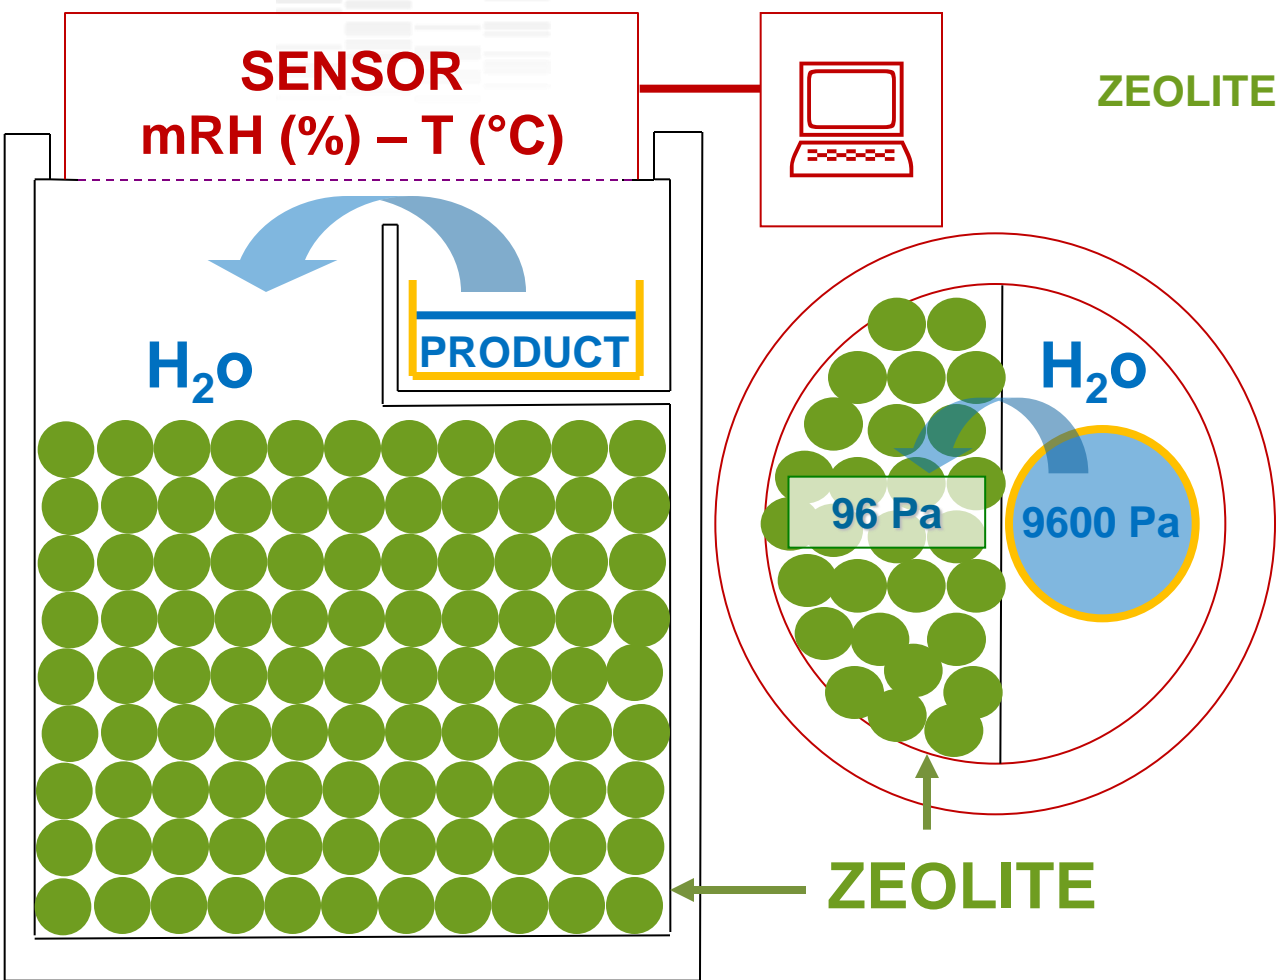 SENSOR
mRH (%) – T (°C)
ZEOLITE
H₂o
PRODUCT
H₂o
96 Pa
9600 Pa
ZEOLITE